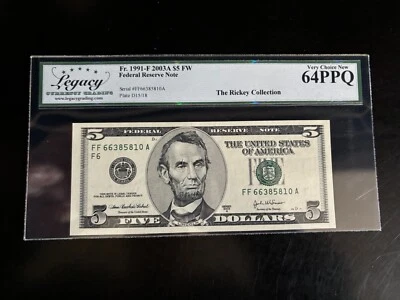 Legacy
CURRENCY GRADING
www.legacygrading.com
Fr. 1991-F 2003A $5 FW
Federal Reserve Note
Serial #FF66385810A
Plate D15/18
The Rickey Collection
Very Choice New
64PPQ
5
FEDERAL RESERVE NOTE
5
THE UNITED STATES
OF AMERICA
FF 66385810 A
F6
FF 66385810 A
5
FIVE DOLLARS
5